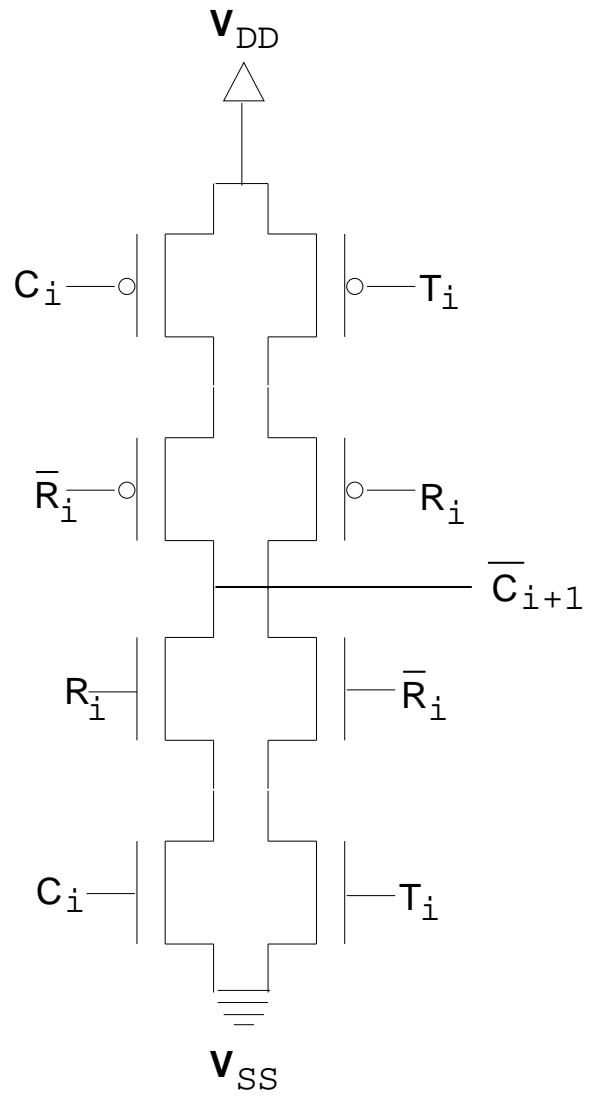 V_DD
C_i T_i
R̅_i R_i
C̅_i+1
R_i R̅_i
C_i T_i
V_SS